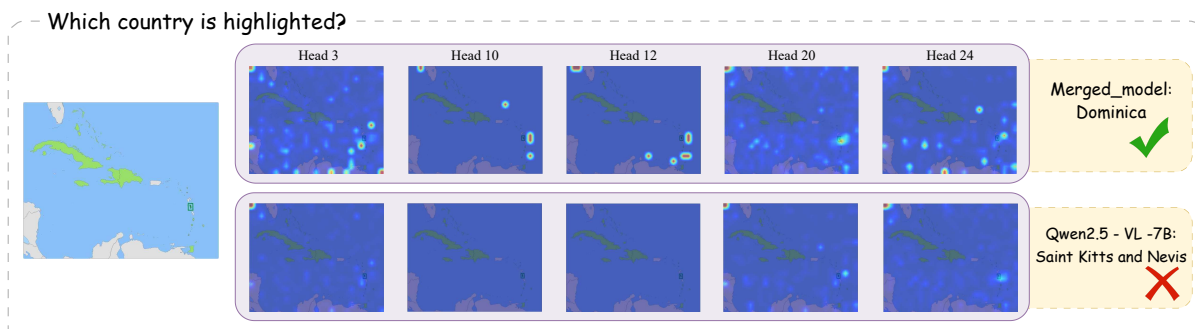 Which country is highlighted?
Head 3
Head 10
Head 12
Head 20
Head 24
Merged_model:
Dominica
Qwen2.5 - VL -7B:
Saint Kitts and Nevis